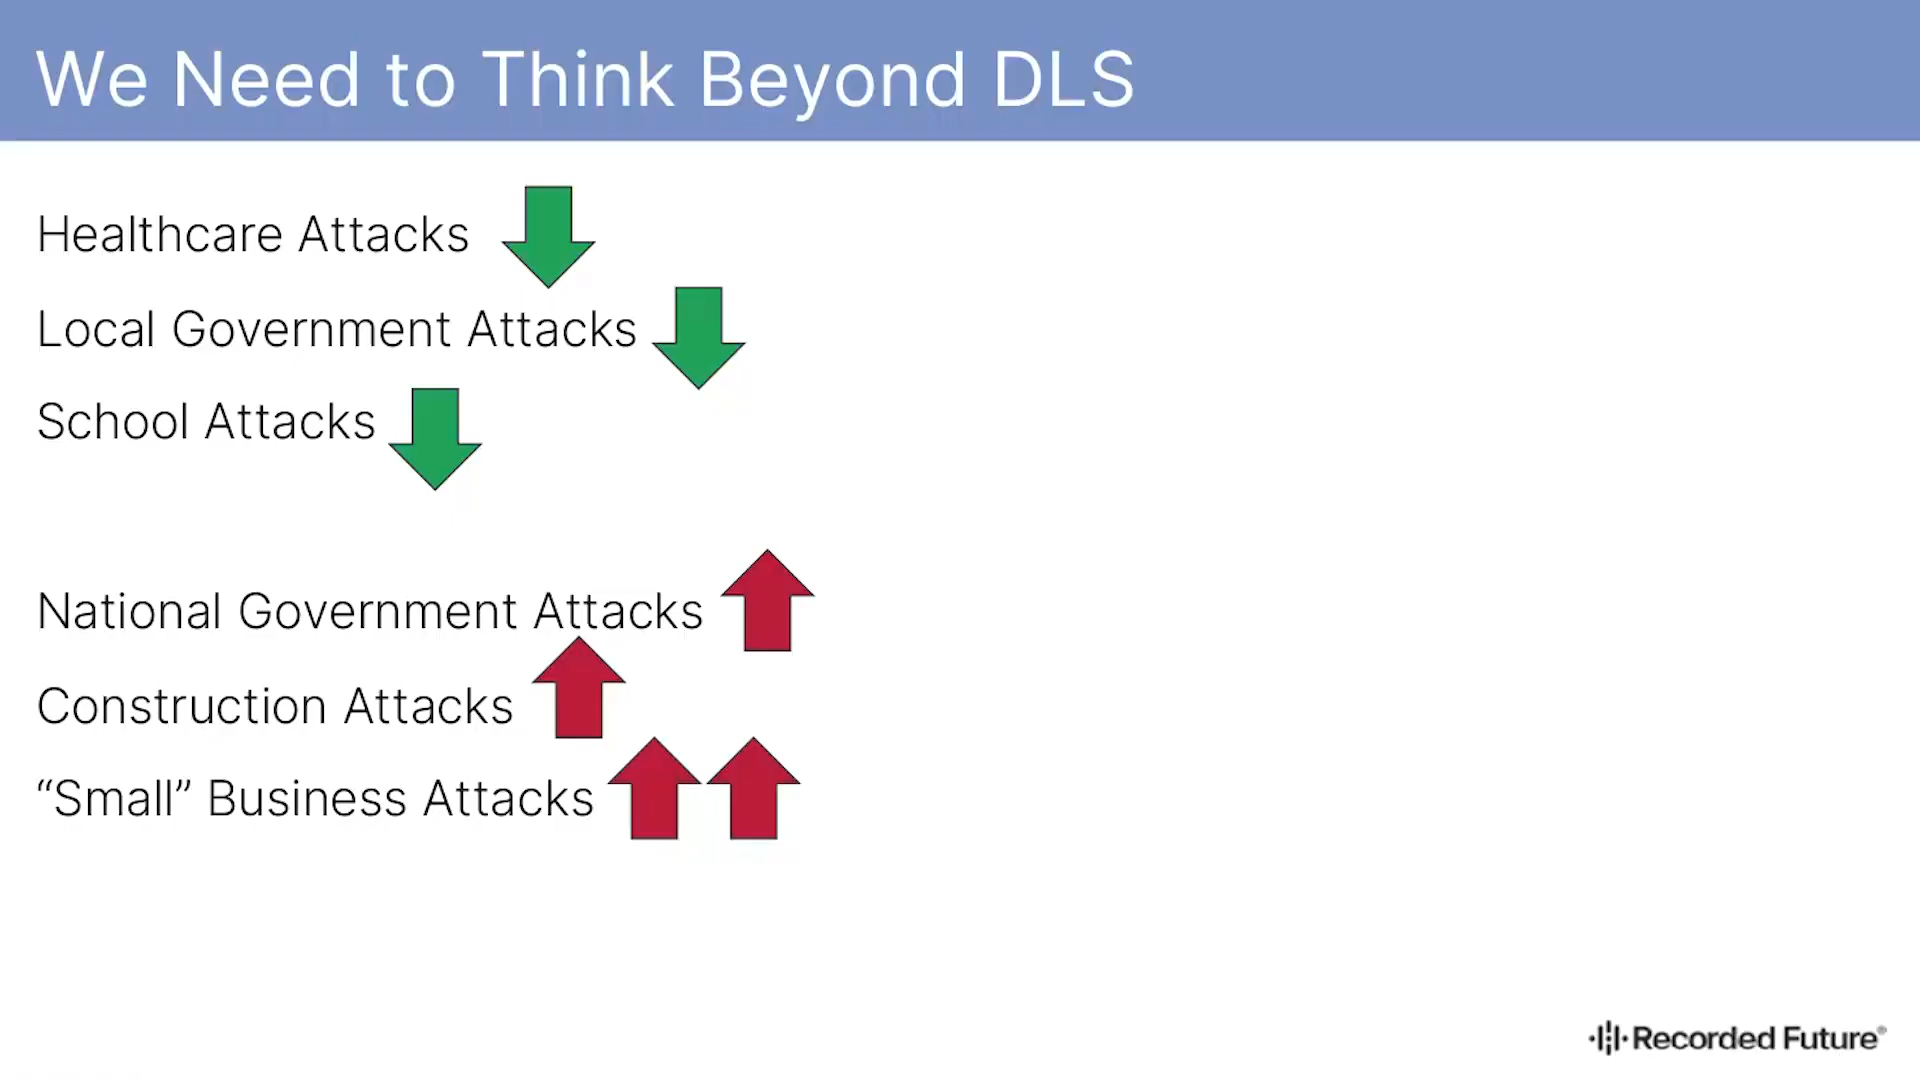 We Need to Think Beyond DLS
Healthcare Attacks
Local Government Attacks
School Attacks
National Government Attacks
Construction Attacks
“Small” Business Attacks
Recorded Future®